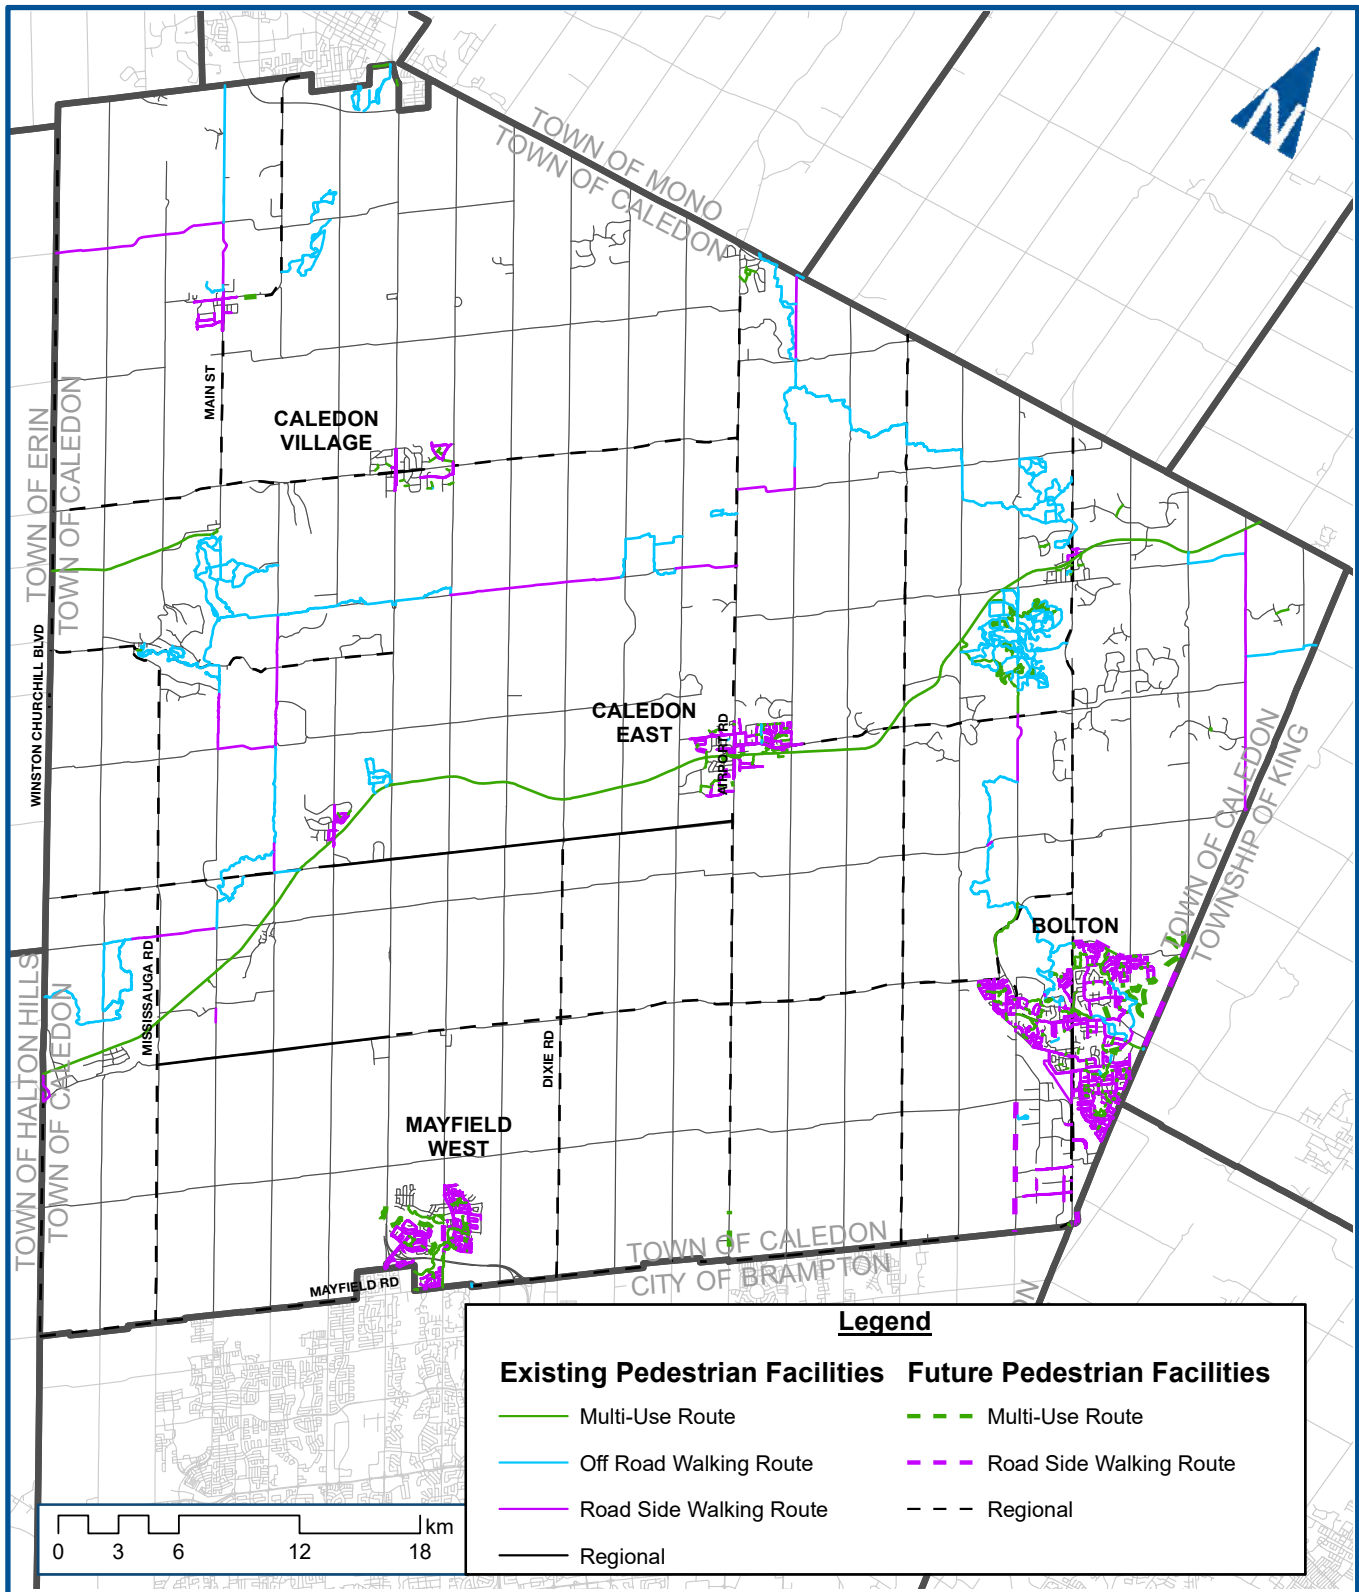 N
TOWN OF MONO
TOWN OF CALEDON
MAIN ST
CALEDON
VILLAGE
TOWN OF ERIN
TOWN OF CALEDON
WINSTON CHURCHILL BLVD
CALEDON
EAST
AIRPORT RD
TOWN OF CALEDON
TOWNSHIP OF KING
BOLTON
MISSISSAUGA RD
TOWN OF HALTON HILLS
TOWN OF CALEDON
DIXIE RD
MAYFIELD
WEST
TOWN OF CALEDON
CITY OF BRAMPTON
MAYFIELD RD
Legend
Existing Pedestrian Facilities
Multi-Use Route
Off Road Walking Route
Road Side Walking Route
Regional
Future Pedestrian Facilities
Multi-Use Route
Road Side Walking Route
Regional
km
0 3 6 12 18